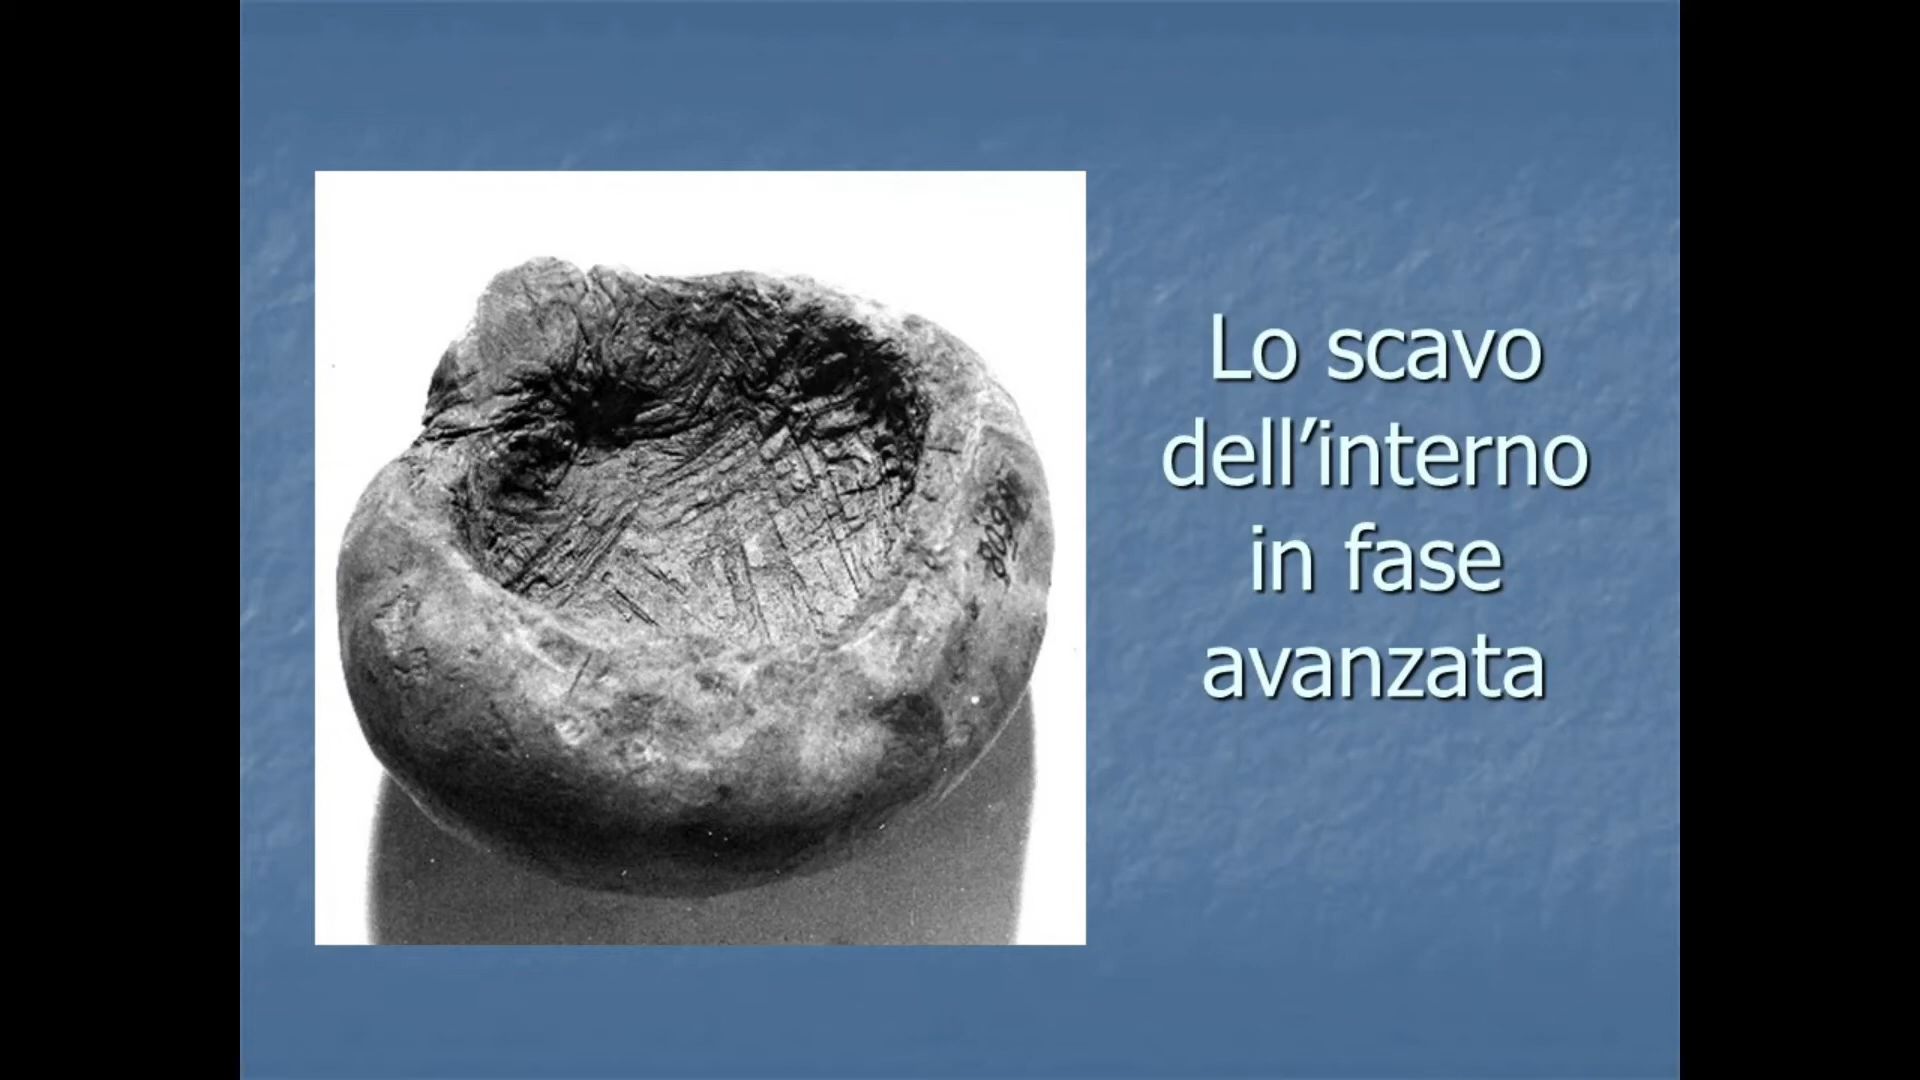 Lo scavo
dell’interno
in fase
avanzata